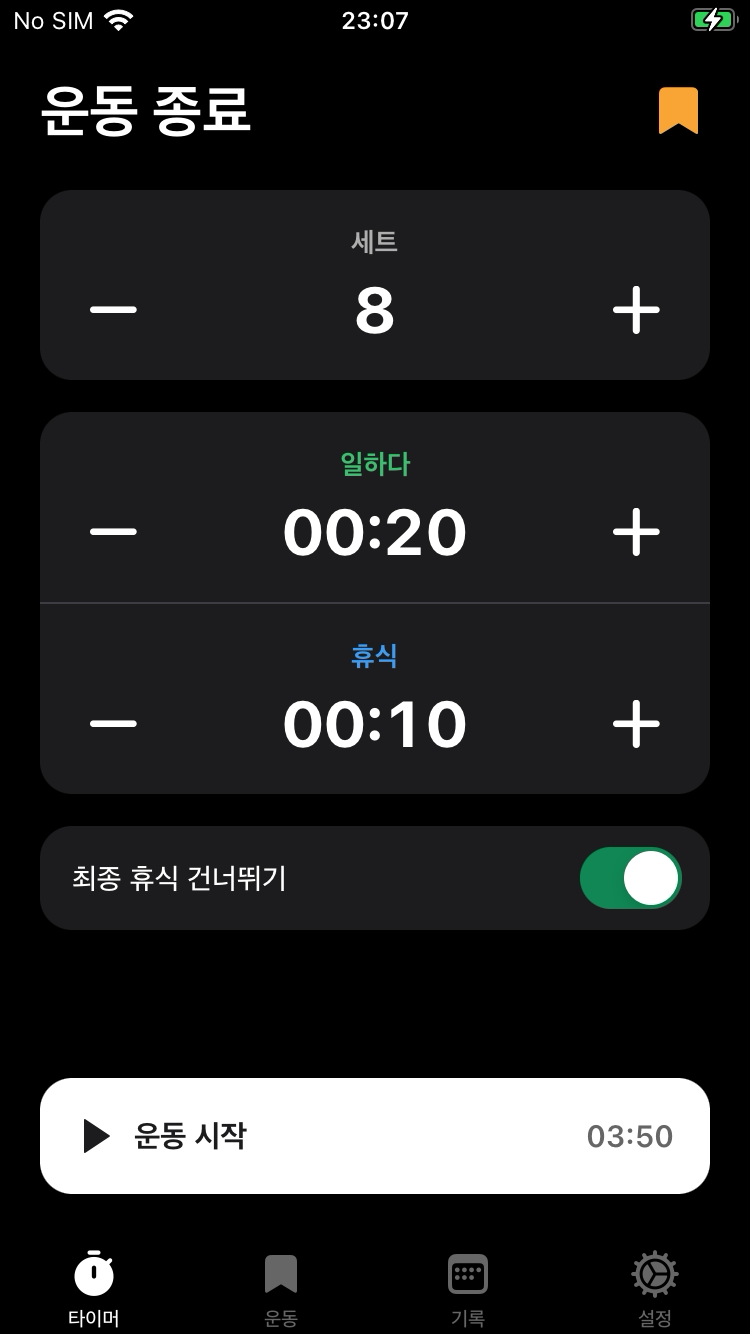 No SIM 23:07
운동 종료
세트
8
일하다
00:20
휴식
00:10
최종 휴식 건너뛰기
운동 시작 03:50
타이머 운동 기록 설정